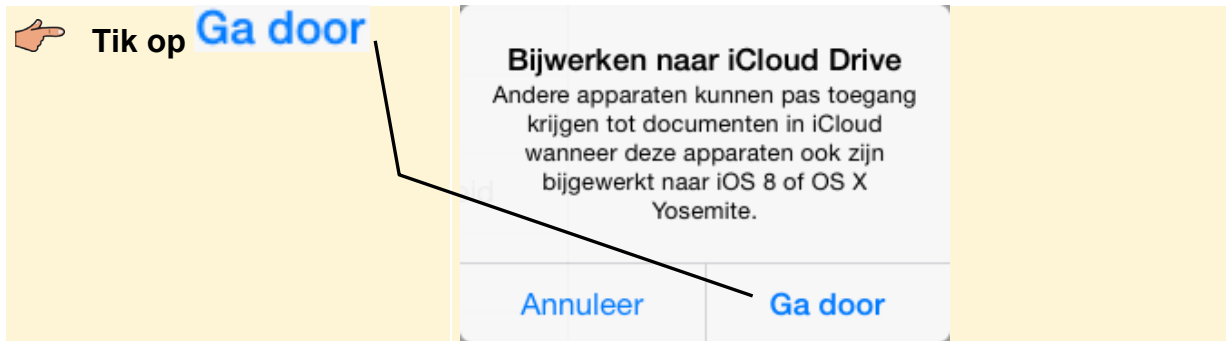 Tik op Ga door
Bijwerken naar iCloud Drive
Andere apparaten kunnen pas toegang
krijgen tot documenten in iCloud
wanneer deze apparaten ook zijn
bijgewerkt naar iOS 8 of OS X
Yosemite.
Annuleer Ga door